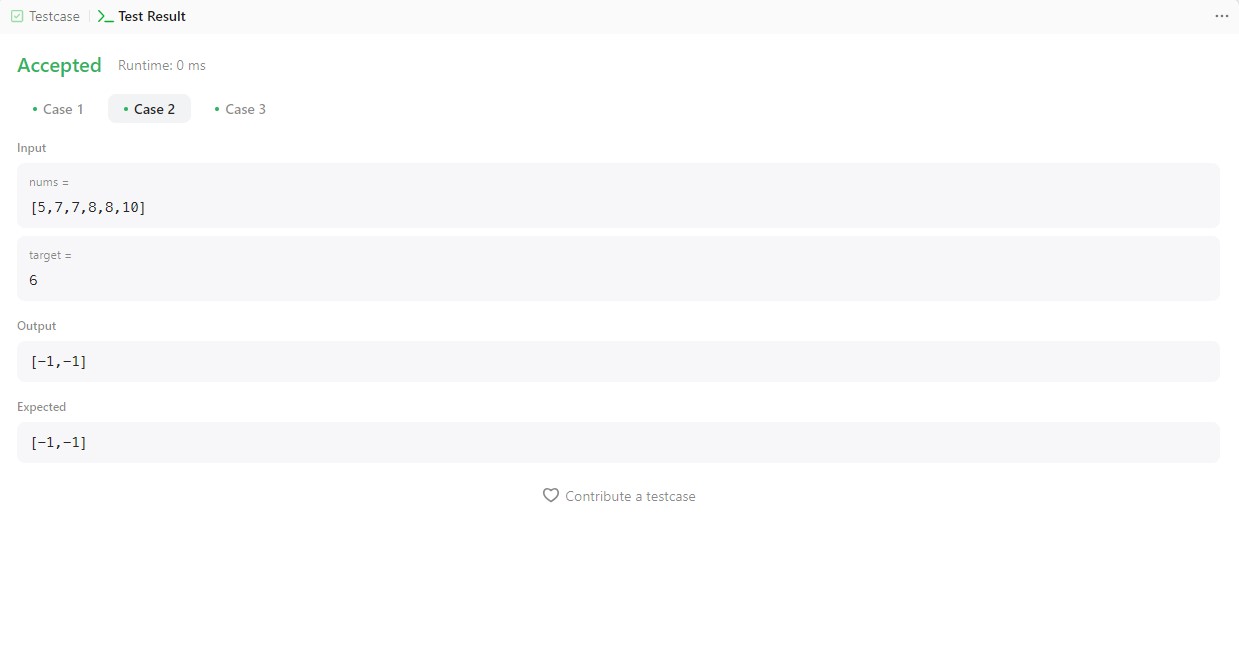 Testcase Test Result
Accepted Runtime: 0 ms
Case 1 Case 2 Case 3
Input
nums =
[5,7,7,8,8,10]
target =
6
Output
[-1,-1]
Expected
[-1,-1]
Contribute a testcase